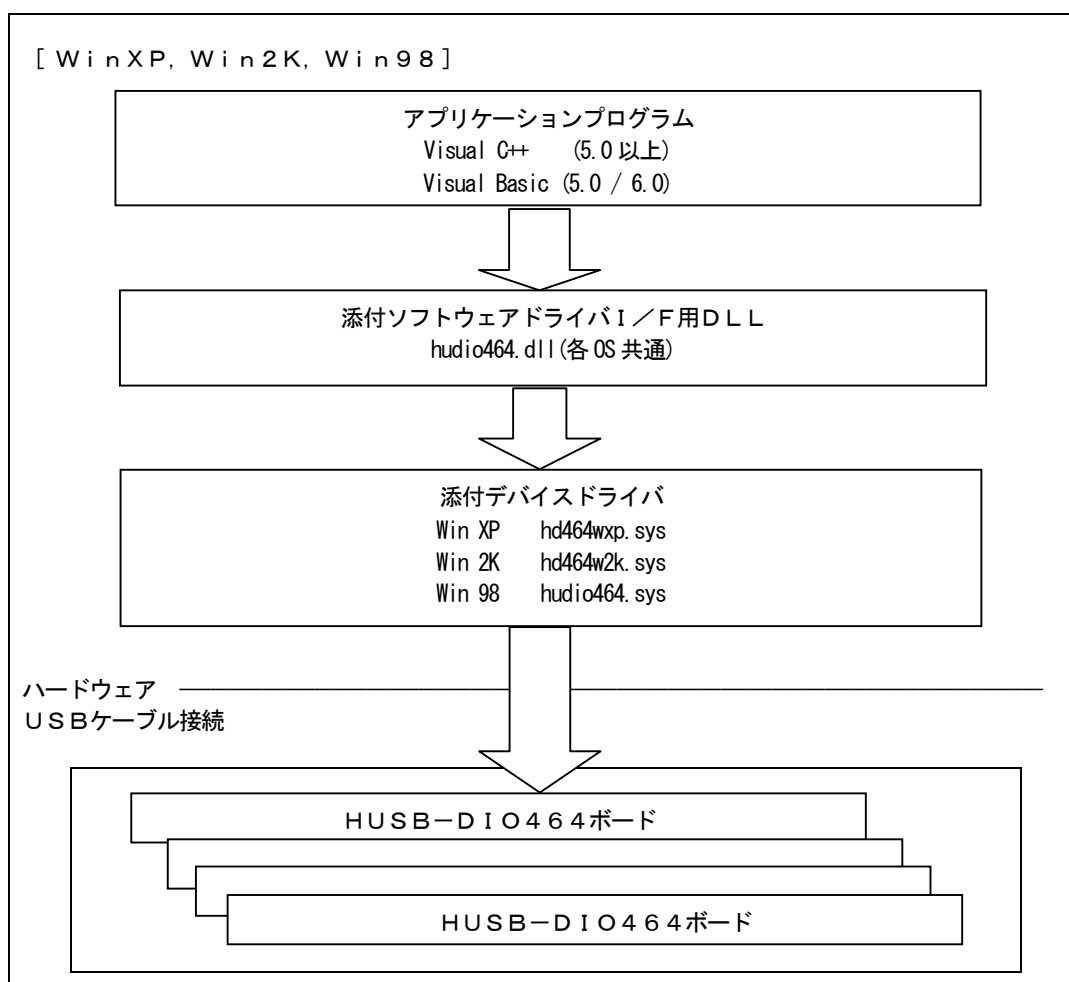 [ＷｉｎＸＰ, Ｗｉｎ２Ｋ, Ｗｉｎ９８]
アプリケーションプログラム
Visual C++ (5.0 以上)
Visual Basic (5.0 / 6.0)
添付ソフトウェアドライバＩ／Ｆ用ＤＬＬ
hudio464.dll(各 OS 共通)
添付デバイスドライバ
Win XP hd464wxp.sys
Win 2K hd464w2k.sys
Win 98 hudio464.sys
ハードウェア
ＵＳＢケーブル接続
ＨＵＳＢ－ＤＩＯ４６４ボード
ＨＵＳＢ－ＤＩＯ４６４ボード